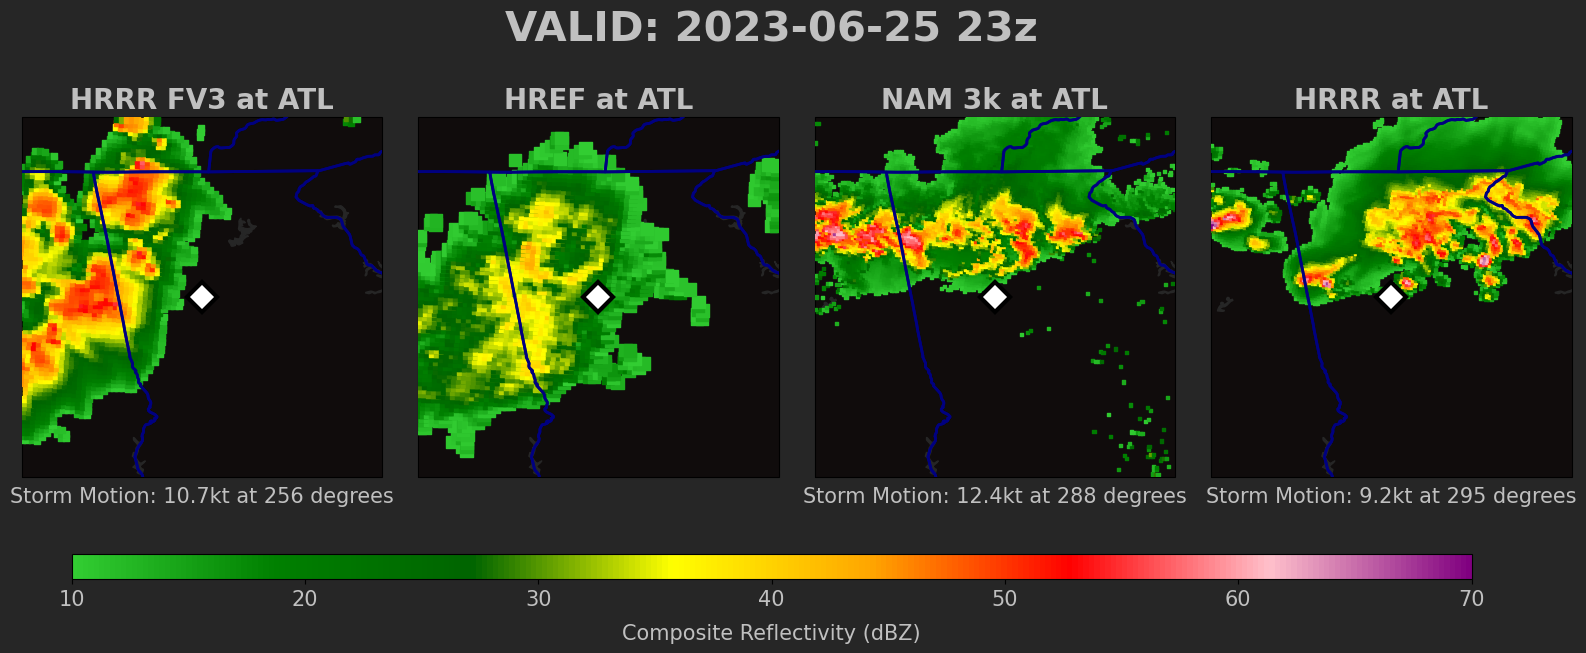 VALID: 2023-06-25 23z
HRRR FV3 at ATL
HREF at ATL
NAM 3k at ATL
HRRR at ATL
Storm Motion: 10.7kt at 256 degrees
Storm Motion: 12.4kt at 288 degrees
Storm Motion: 9.2kt at 295 degrees
10 20 30 40 50 60 70
Composite Reflectivity (dBZ)